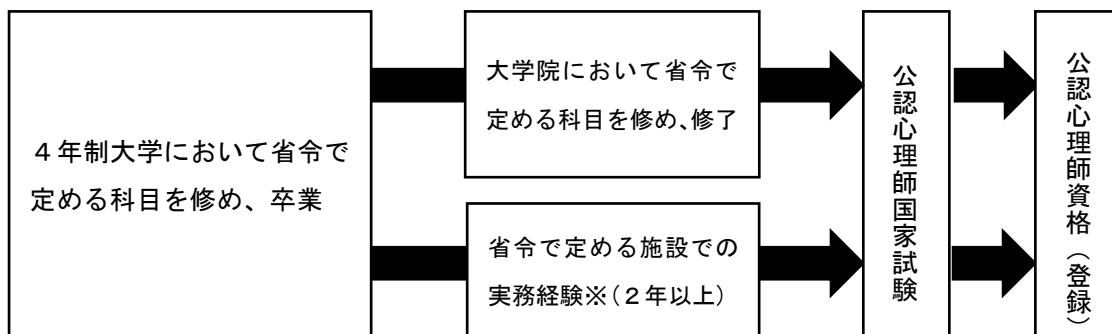 ４年制大学において省令で
定める科目を修め、卒業
大学院において省令で
定める科目を修め、修了
省令で定める施設での
実務経験※（２年以上）
公認心理師国家試験
公認心理師資格（登録）